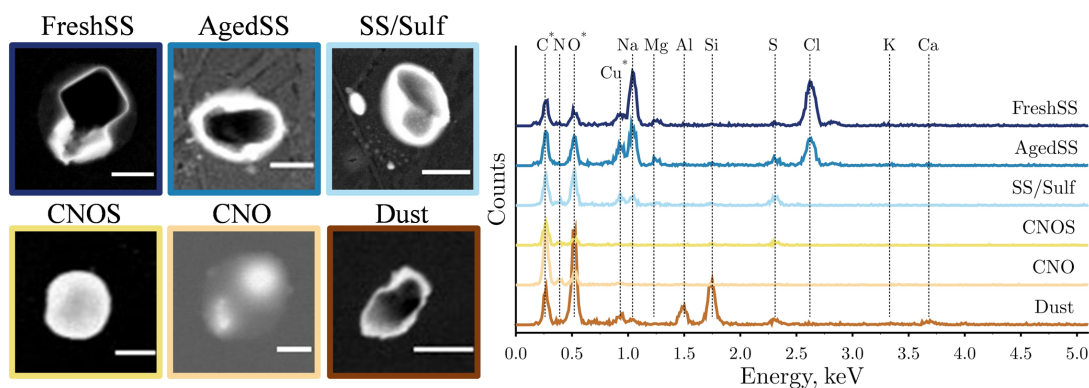 FreshSS AgedSS SS/Sulf
CNOS CNO Dust
C* N O* Na Mg Al Si S Cl K Ca
Cu*
FreshSS
AgedSS
SS/Sulf
CNOS
CNO
Dust
Counts
0.0 0.5 1.0 1.5 2.0 2.5 3.0 3.5 4.0 4.5 5.0
Energy, keV